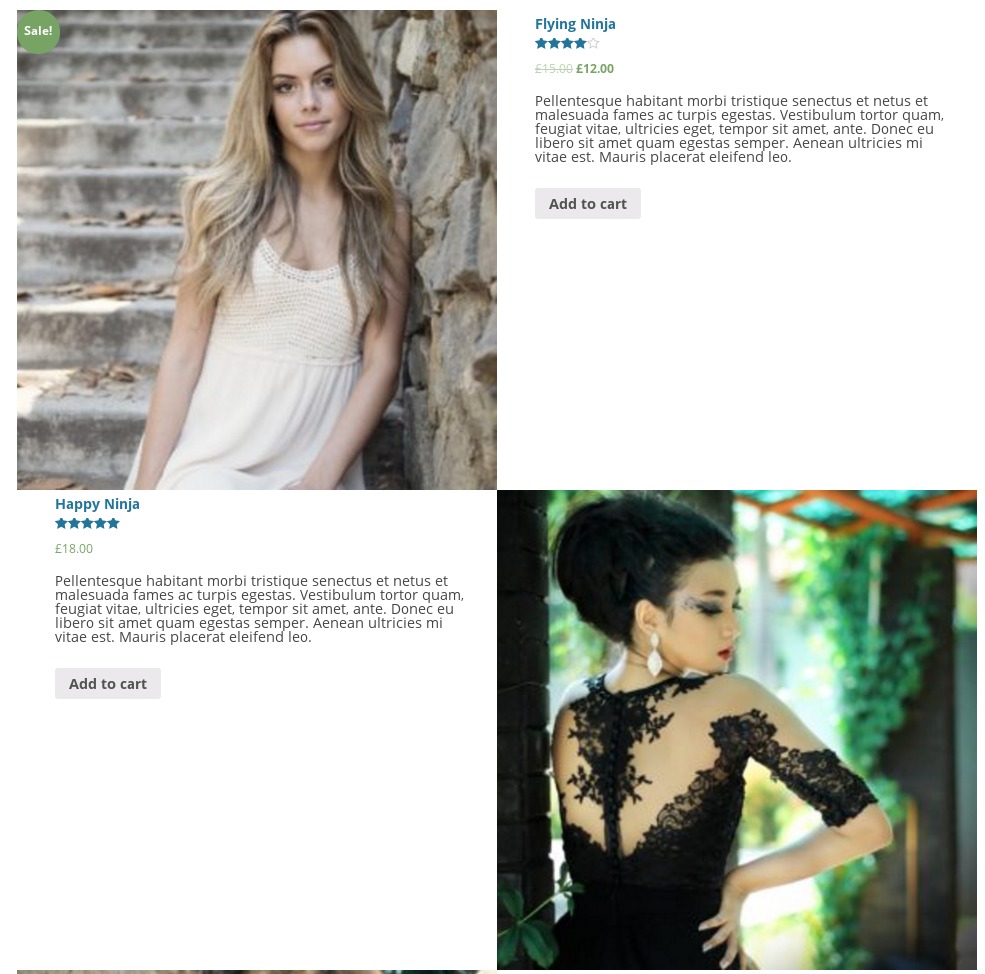 Sale!
Flying Ninja
£15.00 £12.00
Pellentesque habitant morbi tristique senectus et netus et
malesuada fames ac turpis egestas. Vestibulum tortor quam,
feugiat vitae, ultricies eget, tempor sit amet, ante. Donec eu
libero sit amet quam egestas semper. Aenean ultricies mi
vitae est. Mauris placerat eleifend leo.
Add to cart
Happy Ninja
£18.00
Pellentesque habitant morbi tristique senectus et netus et
malesuada fames ac turpis egestas. Vestibulum tortor quam,
feugiat vitae, ultricies eget, tempor sit amet, ante. Donec eu
libero sit amet quam egestas semper. Aenean ultricies mi
vitae est. Mauris placerat eleifend leo.
Add to cart